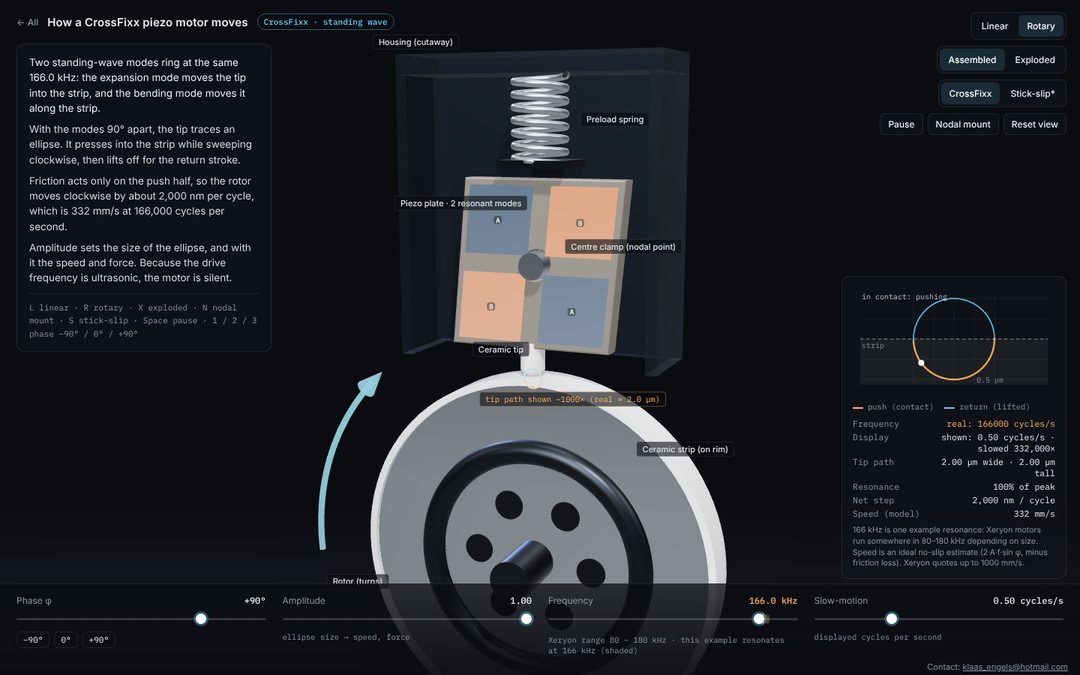 ← All
How a CrossFixx piezo motor moves
CrossFixx · standing wave
Two standing-wave modes ring at the same
166.0 kHz: the expansion mode moves the tip
into the strip, and the bending mode moves it
along the strip.
With the modes 90° apart, the tip traces an
ellipse. It presses into the strip while sweeping
clockwise, then lifts off for the return stroke.
Friction acts only on the push half, so the rotor
moves clockwise by about 2,000 nm per cycle,
which is 332 mm/s at 166,000 cycles per
second.
Amplitude sets the size of the ellipse, and with
it the speed and force. Because the drive
frequency is ultrasonic, the motor is silent.
L linear · R rotary · X exploded · N nodal
mount · S stick-slip · Space pause · 1 / 2 / 3
phase −90° / 0° / +90°
Housing (cutaway)
Preload spring
Piezo plate · 2 resonant modes
A
B
Centre clamp (nodal point)
B
A
Ceramic tip
tip path shown ~1000× (real = 2.0 µm)
Ceramic strip (on rim)
Rotor (turns)
Linear
Rotary
Assembled
Exploded
CrossFixx
Stick-slip*
Pause
Nodal mount
Reset view
in contact: pushing
strip
0.5 µm
push (contact)
return (lifted)
Frequency real: 166000 cycles/s
Display shown: 0.50 cycles/s ·
slowed 332,000×
Tip path 2.00 µm wide · 2.00 µm
tall
Resonance 100% of peak
Net step 2,000 nm / cycle
Speed (model) 332 mm/s
166 kHz is one example resonance: Xeryon motors
run somewhere in 80–180 kHz depending on size.
Speed is an ideal no-slip estimate (2·A·f·sin φ, minus
friction loss). Xeryon quotes up to 1000 mm/s.
Phase φ +90°
−90°
0°
+90°
Amplitude 1.00
ellipse size → speed, force
Frequency 166.0 kHz
Xeryon range 80 – 180 kHz · this example resonates
at 166 kHz (shaded)
Slow-motion 0.50 cycles/s
displayed cycles per second
Contact: klaas_engels@hotmail.com